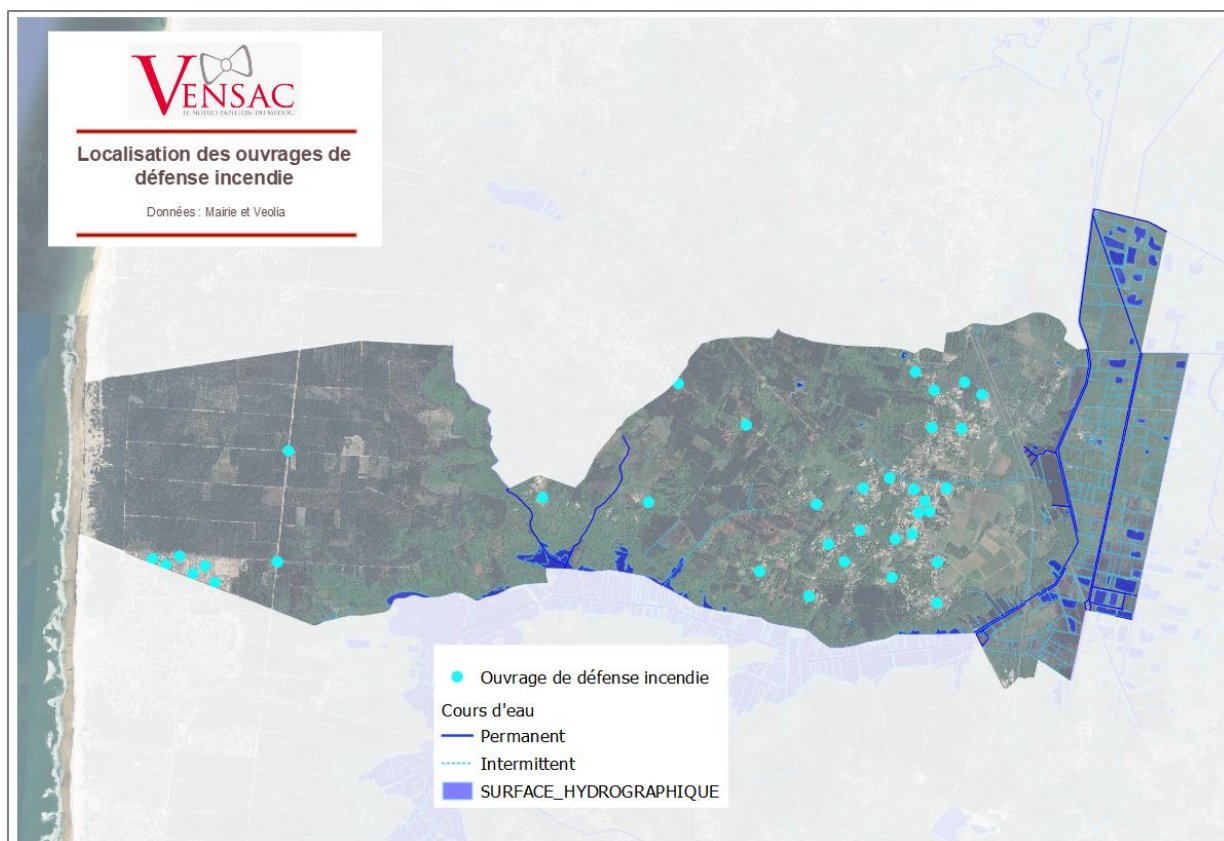 VENSAC
LE NOEUD PAPILLON DU MEDOC
Localisation des ouvrages de
défense incendie
Données : Mairie et Veolia
Ouvrage de défense incendie
Cours d'eau
Permanent
Intermittent
SURFACE_HYDROGRAPHIQUE